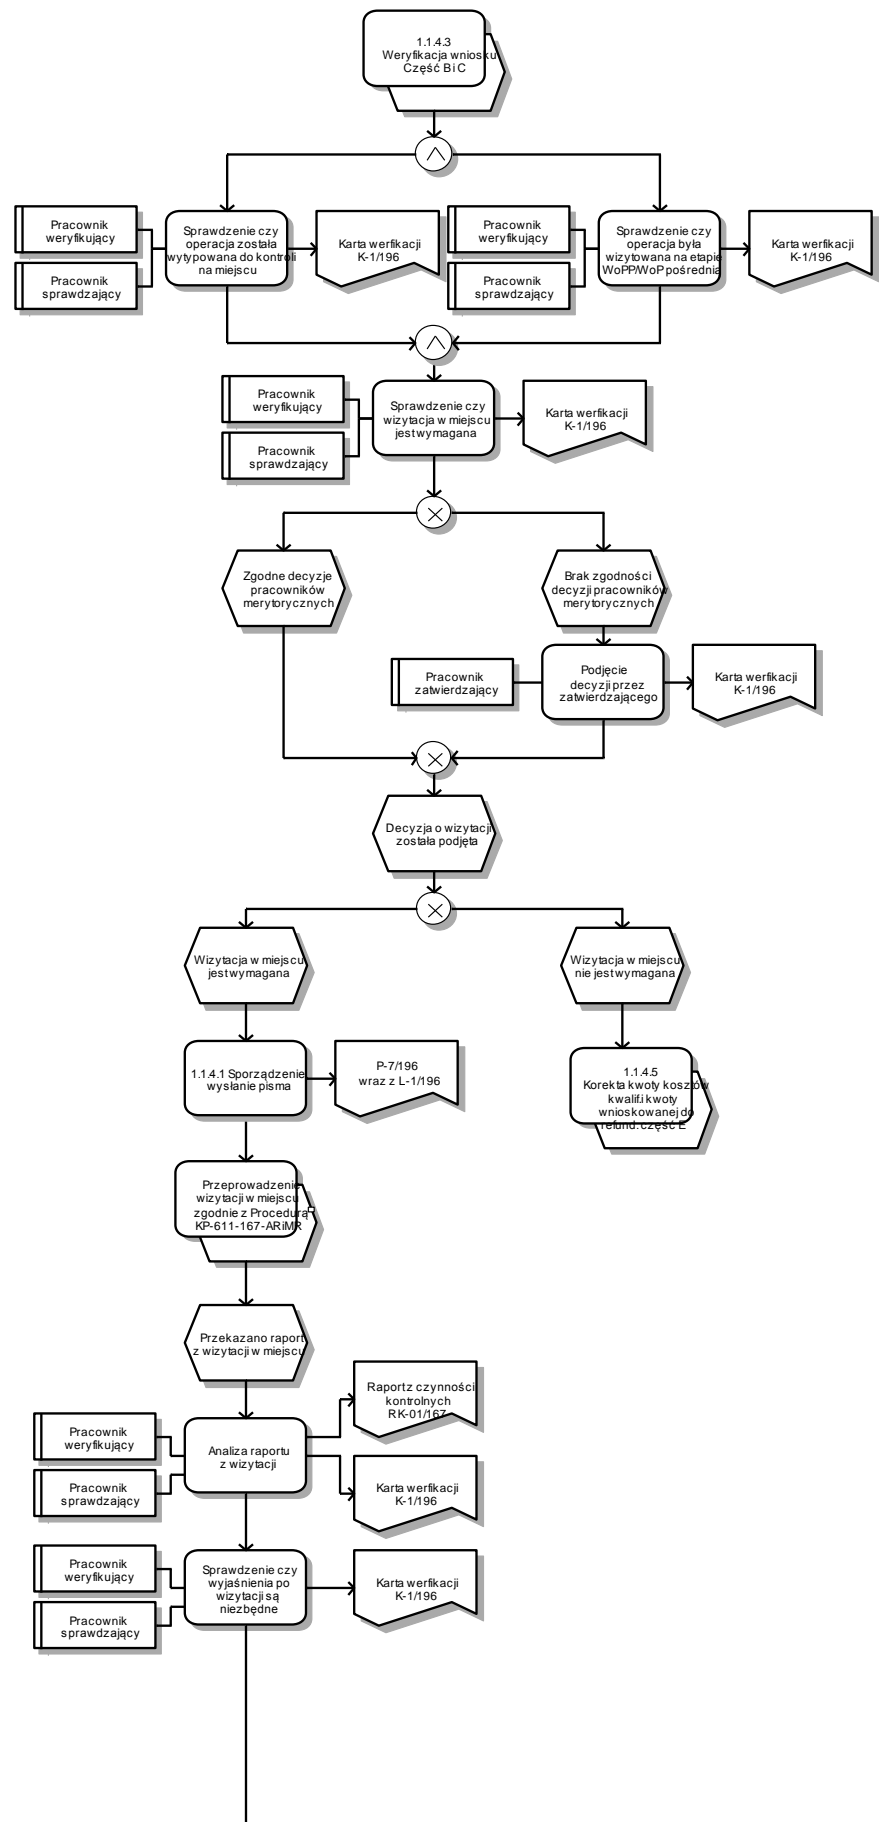 1.1.4.3
Weryfikacja wniosku
Część B i C
Pracownik
weryfikujący
Pracownik
sprawdzający
Sprawdzenie czy
operacja została
wytypowana do kontroli
na miejscu
Karta werfikacji
K-1/196
Pracownik
weryfikujący
Pracownik
sprawdzający
Sprawdzenie czy
operacja była
wizytowana na etapie
WoPP/WoP pośrednia
Karta werfikacji
K-1/196
Pracownik
weryfikujący
Pracownik
sprawdzający
Sprawdzenie czy
wizytacja w miejscu
jest wymagana
Karta werfikacji
K-1/196
Zgodne decyzje
pracowników
merytorycznych
Brak zgodności
decyzji pracowników
merytorycznych
Pracownik
zatwierdzający
Podjęcie
decyzji przez
zatwierdzającego
Karta werfikacji
K-1/196
Decyzja o wizytacji
została podjęta
Wizytacja w miejscu
jest wymagana
Wizytacja w miejscu
nie jest wymagana
1.1.4.1 Sporządzenie
wysłanie pisma
P-7/196
wraz z L-1/196
1.1.4.5
Korekta kwoty kosztów
kwalif.i kwoty
wnioskowanej do
refund. część E
Przeprowadzenie
wizytacji w miejscu
zgodnie z Procedurą
KP-611-167-ARiMR
Przekazano raport
z wizytacji w miejscu
Pracownik
weryfikujący
Pracownik
sprawdzający
Analiza raportu
z wizytacji
Raport z czynności
kontrolnych
RK-01/167
Karta werfikacji
K-1/196
Pracownik
weryfikujący
Pracownik
sprawdzający
Sprawdzenie czy
wyjaśnienia po
wizytacji są
niezbędne
Karta werfikacji
K-1/196